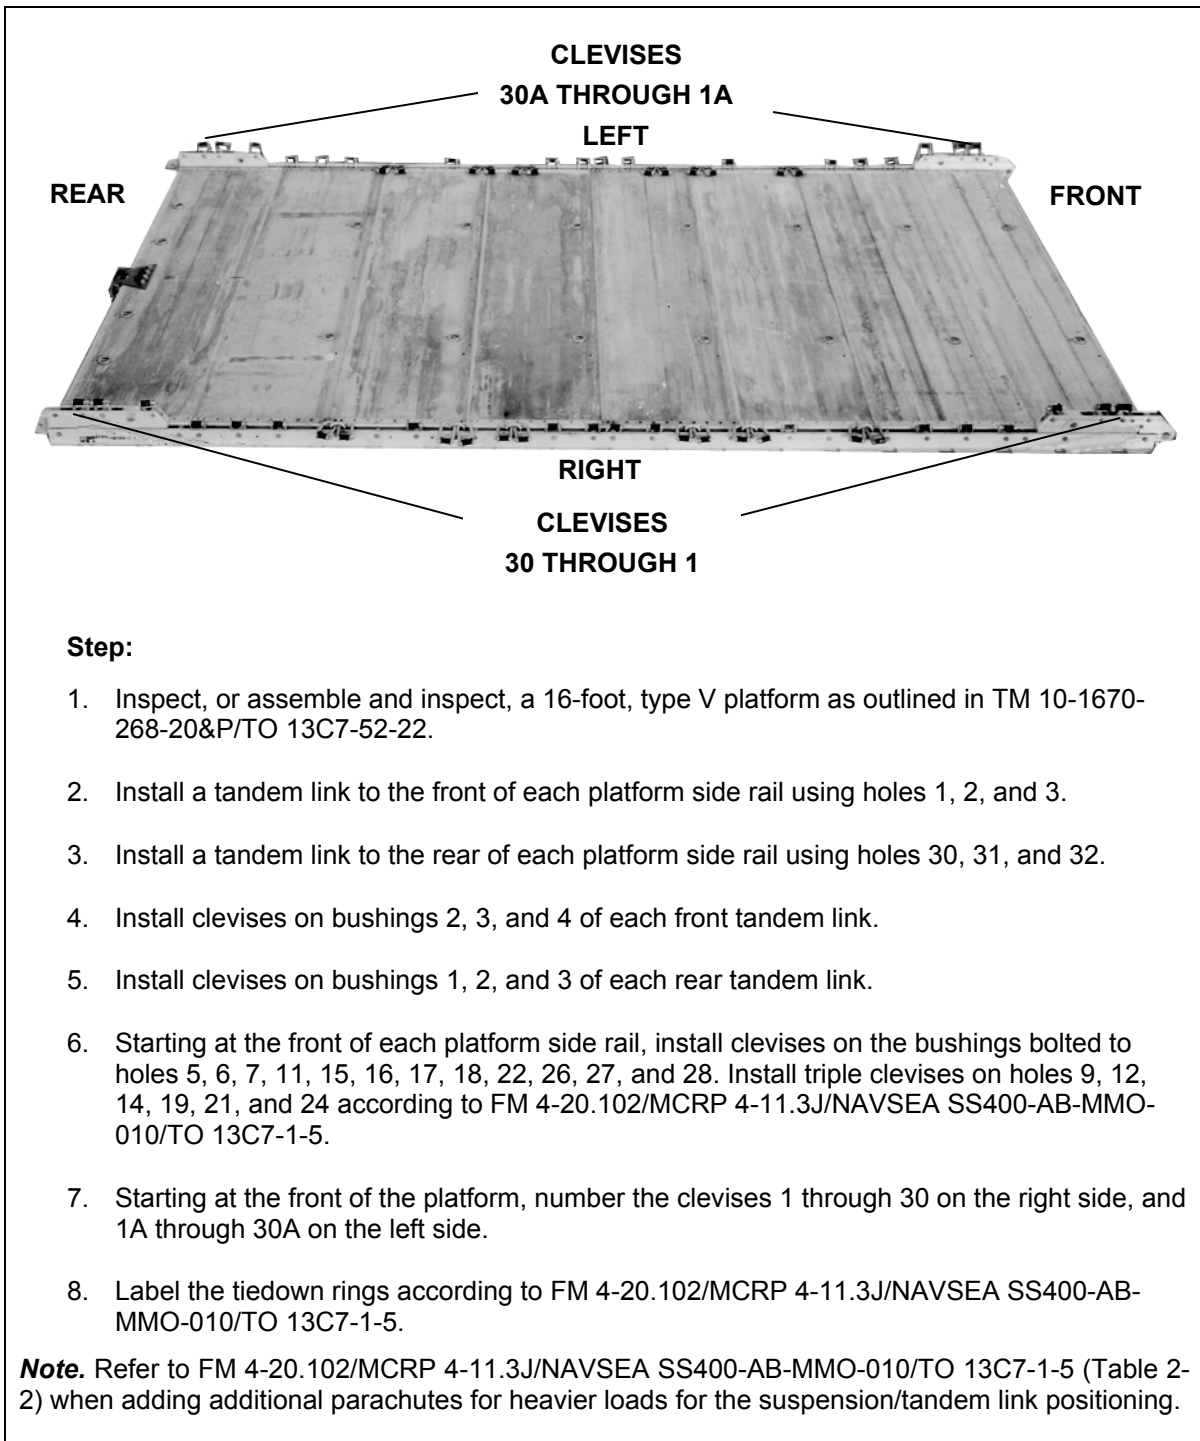 CLEVISES
30A THROUGH 1A
LEFT
REAR
FRONT
RIGHT
CLEVISES
30 THROUGH 1
Step:
1. Inspect, or assemble and inspect, a 16-foot, type V platform as outlined in TM 10-1670-
268-20&P/TO 13C7-52-22.
2. Install a tandem link to the front of each platform side rail using holes 1, 2, and 3.
3. Install a tandem link to the rear of each platform side rail using holes 30, 31, and 32.
4. Install clevises on bushings 2, 3, and 4 of each front tandem link.
5. Install clevises on bushings 1, 2, and 3 of each rear tandem link.
6. Starting at the front of each platform side rail, install clevises on the bushings bolted to
holes 5, 6, 7, 11, 15, 16, 17, 18, 22, 26, 27, and 28. Install triple clevises on holes 9, 12,
14, 19, 21, and 24 according to FM 4-20.102/MCRP 4-11.3J/NAVSEA SS400-AB-MMO-
010/TO 13C7-1-5.
7. Starting at the front of the platform, number the clevises 1 through 30 on the right side, and
1A through 30A on the left side.
8. Label the tiedown rings according to FM 4-20.102/MCRP 4-11.3J/NAVSEA SS400-AB-
MMO-010/TO 13C7-1-5.
Note. Refer to FM 4-20.102/MCRP 4-11.3J/NAVSEA SS400-AB-MMO-010/TO 13C7-1-5 (Table 2-
2) when adding additional parachutes for heavier loads for the suspension/tandem link positioning.